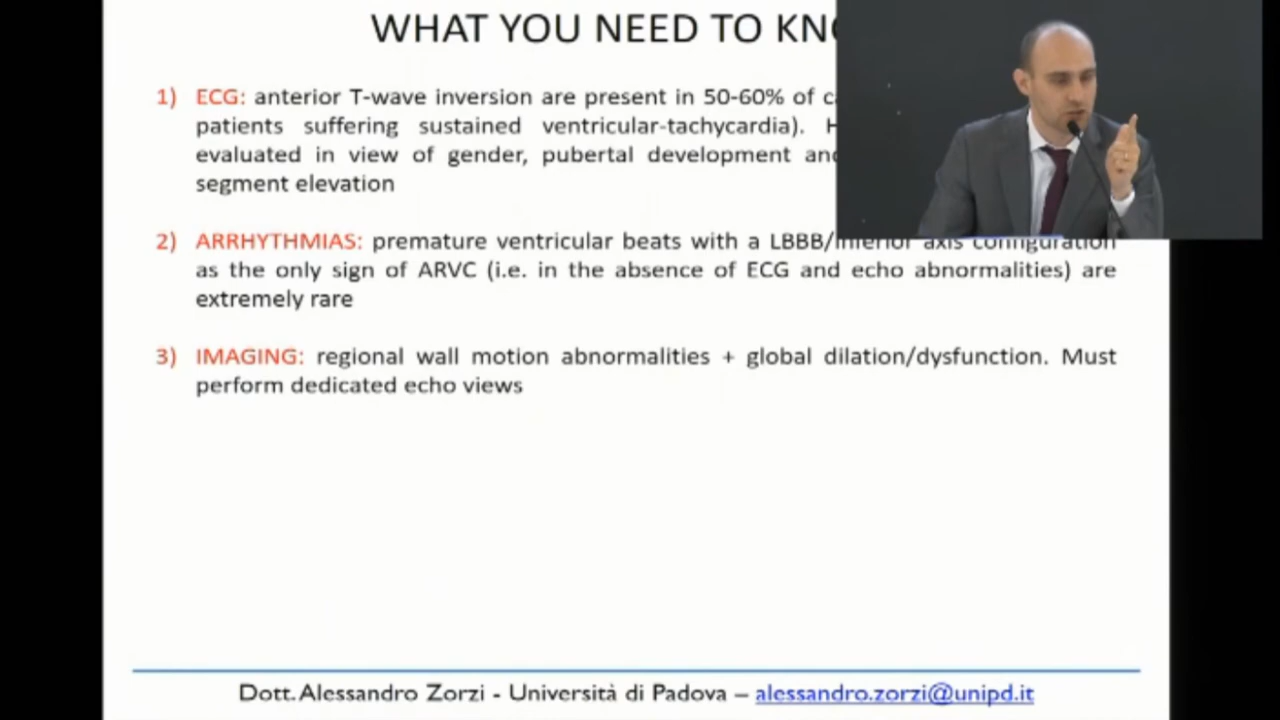 WHAT YOU NEED TO
1) ECG: anterior T-wave inversion are present in 50-60% of
patients suffering sustained ventricular-tachycardia).
evaluated in view of gender, pubertal development
segment elevation
2) ARRHYTHMIAS: premature ventricular beats with a LBBB/inferior axis configuration
as the only sign of ARVC (i.e. in the absence of ECG and echo abnormalities) are
extremely rare
3) IMAGING: regional wall motion abnormalities + global dilation/dysfunction. Must
perform dedicated echo views
Dott. Alessandro Zorzi - Università di Padova – alessandro.zorzi@unipd.it